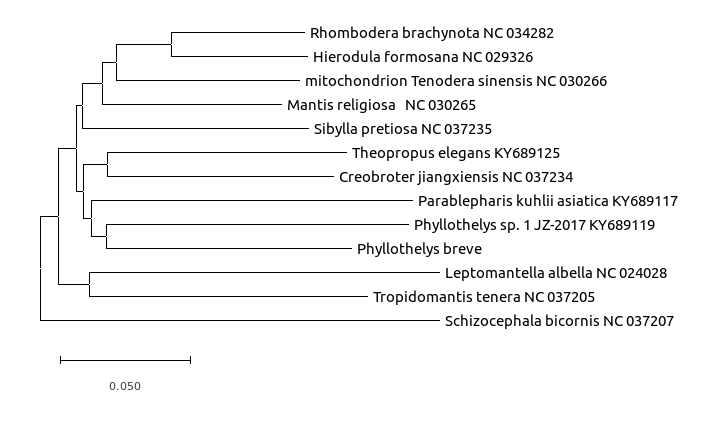 Rhombodera brachynota NC 034282
Hierodula formosana NC 029326
mitochondrion Tenodera sinensis NC 030266
Mantis religiosa  NC 030265
Sibylla pretiosa NC 037235
Theopropus elegans KY689125
Creobroter jiangxiensis NC 037234
Parablepharis kuhlii asiatica KY689117
Phyllothelys sp. 1 JZ-2017 KY689119
Phyllothelys breve
Leptomantella albella NC 024028
Tropidomantis tenera NC 037205
Schizocephala bicornis NC 037207
0.050